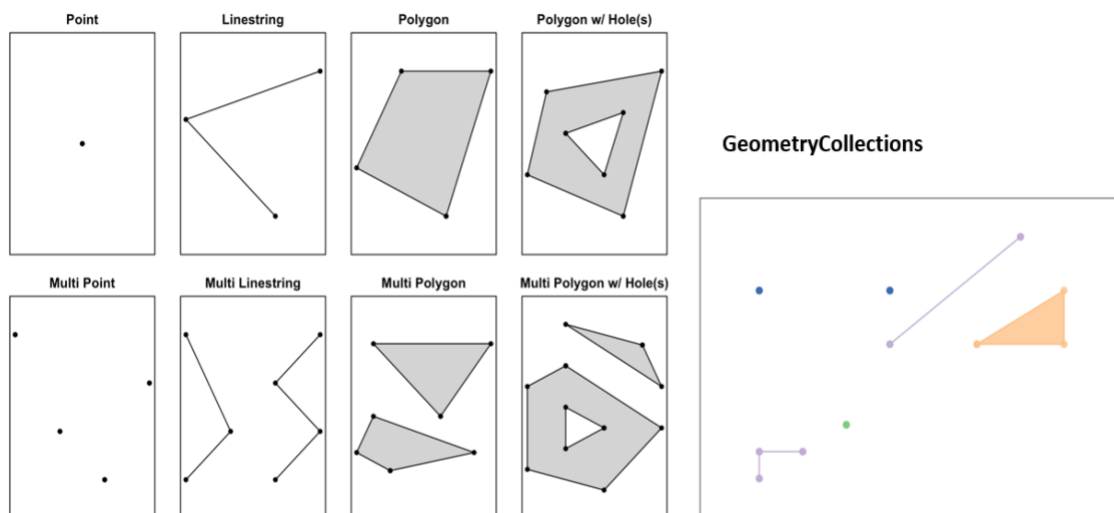 Point
Linestring
Polygon
Polygon w/ Hole(s)
GeometryCollections
Multi Point
Multi Linestring
Multi Polygon
Multi Polygon w/ Hole(s)